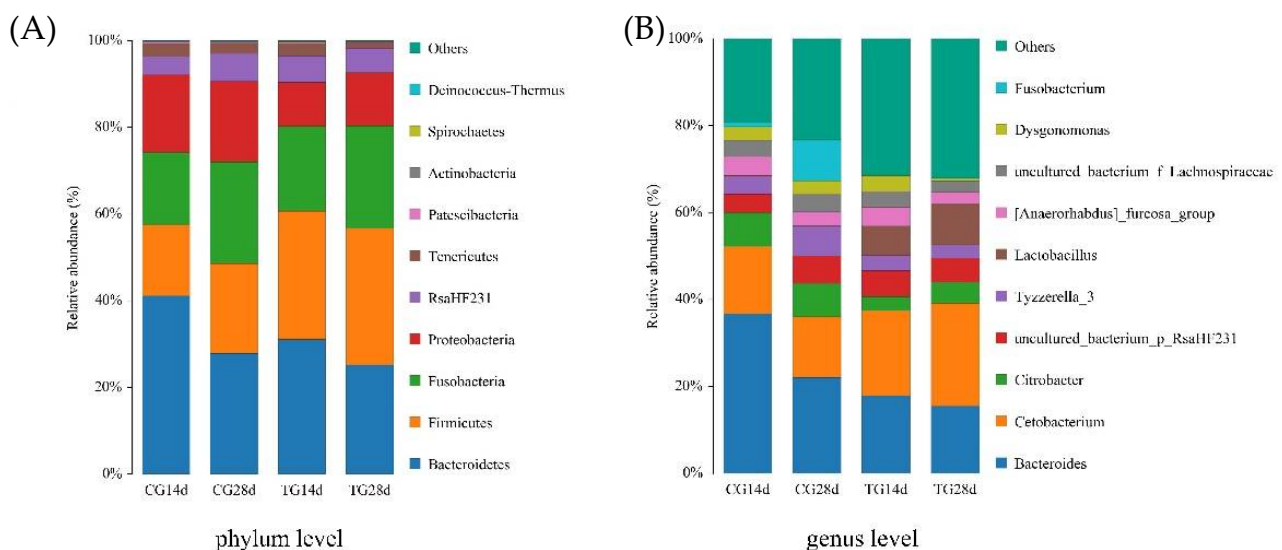 (A)
100%
80%
60%
40%
20%
0%
Relative abundance (%)
CG14d CG28d TG14d TG28d
phylum level
Others
Deinococcus-Thermus
Spirochaetes
Actinobacteria
Patescibacteria
Tenericutes
RsaHF231
Proteobacteria
Fusobacteria
Firmicutes
Bacteroidetes
(B)
100%
80%
60%
40%
20%
0%
Relative abundance (%)
CG14d CG28d TG14d TG28d
genus level
Others
Fusobacterium
Dysgonomonas
uncultured_bacterium_f_Lachnospiraceae
[Anaerorhabdus]_furcosa_group
Lactobacillus
Tyzzerella_3
uncultured_bacterium_p_RsaHF231
Citrobacter
Cetobacterium
Bacteroides